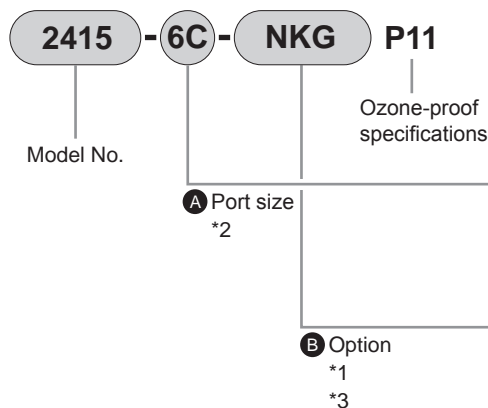 2415 - 6C - NKG P11
Ozone-proof
specifications
Model No.
A Port size
*2
B Option
*1
*3